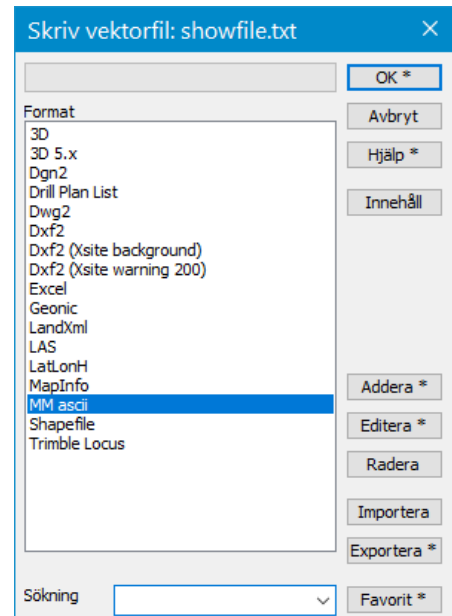 Skriv vektorfil: showfile.txt
OK *
Format
Avbryt
3D
3D 5.x
Hjälp *
Dgn2
Drill Plan List
Innehåll
Dwg2
Dxf2
Dxf2 (Xsite background)
Dxf2 (Xsite warning 200)
Excel
Geonic
LandXml
LAS
LatLonH
MapInfo
Addera *
MM ascii
Shapefile
Editera *
Trimble Locus
Radera
Importera
Exportera *
Sökning
Favorit *